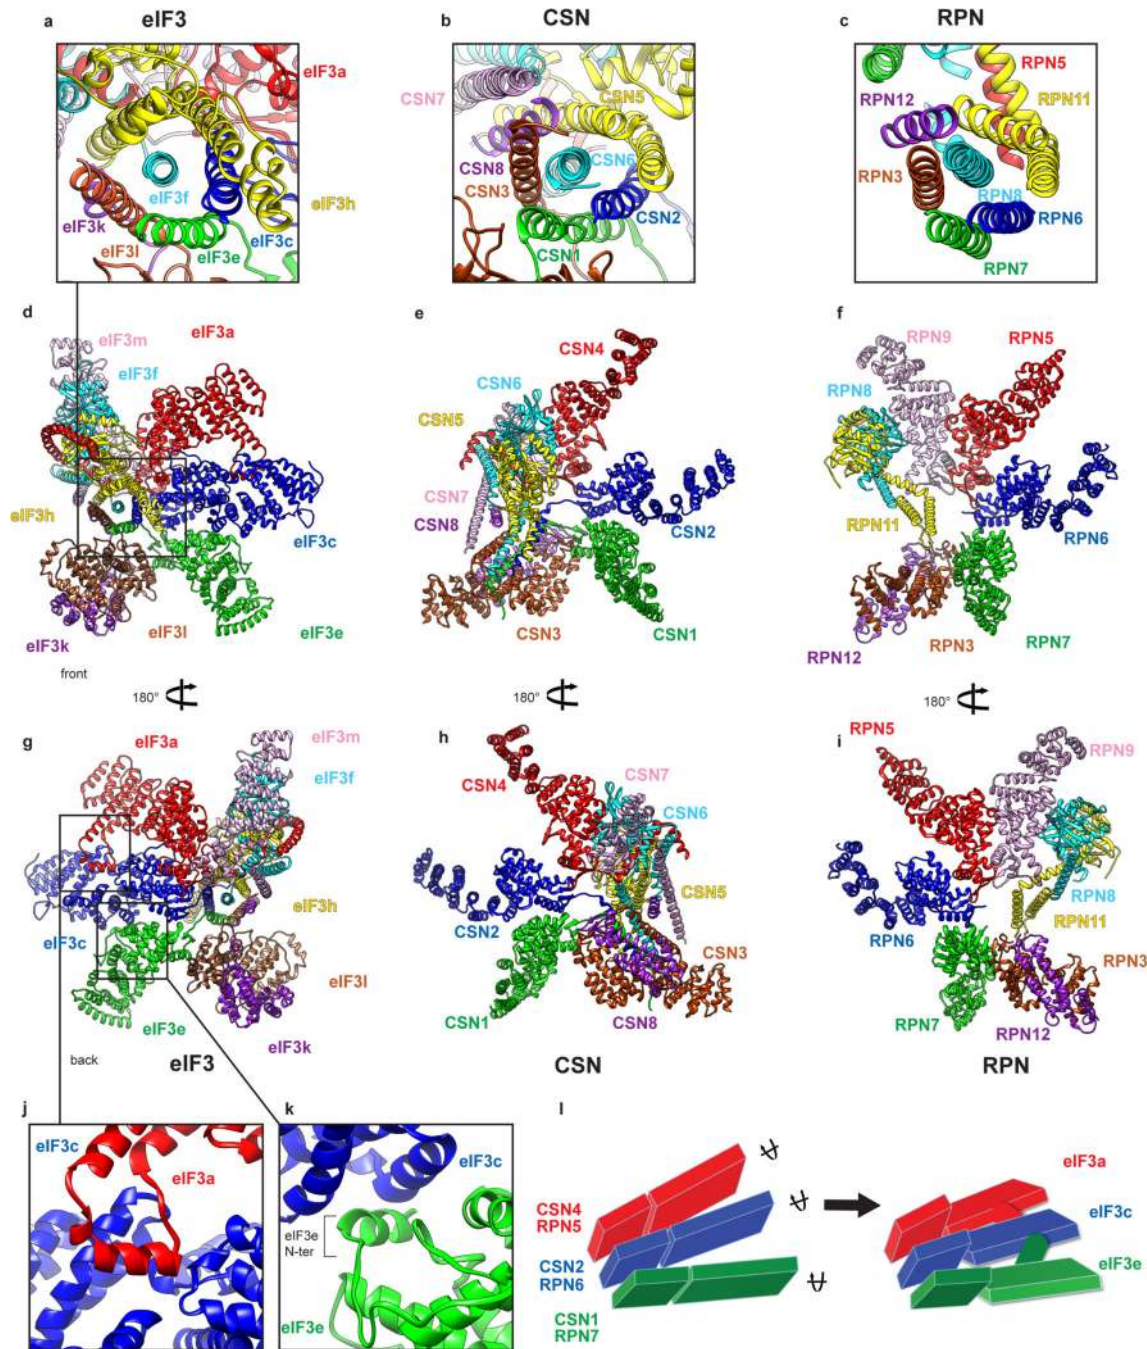 a eIF3 b CSN c RPN
eIF3a
eIF3f
eIF3h
eIF3k
eIF3l
eIF3e
eIF3c
CSN7
CSN5
CSN8
CSN6
CSN3
CSN2
CSN1
RPN5
RPN12
RPN11
RPN3
RPN8
RPN6
RPN7
d
eIF3a
eIF3m
eIF3f
eIF3h
eIF3c
eIF3k
eIF3l
eIF3e
front
180°
e
CSN4
CSN6
CSN5
CSN7
CSN8
CSN2
CSN3
CSN1
180°
f
RPN9
RPN5
RPN8
RPN11
RPN6
RPN12
RPN3
RPN7
180°
g
eIF3a
eIF3m
eIF3f
eIF3h
eIF3c
eIF3l
eIF3e
eIF3k
back
eIF3
h
CSN4
CSN7
CSN6
CSN5
CSN2
CSN3
CSN1
CSN8
CSN
i
RPN5
RPN9
RPN8
RPN11
RPN6
RPN3
RPN7
RPN12
RPN
j
eIF3c
eIF3a
k
eIF3c
eIF3e
N-ter
eIF3e
l
CSN4
RPN5
CSN2
RPN6
CSN1
RPN7
eIF3a
eIF3c
eIF3e